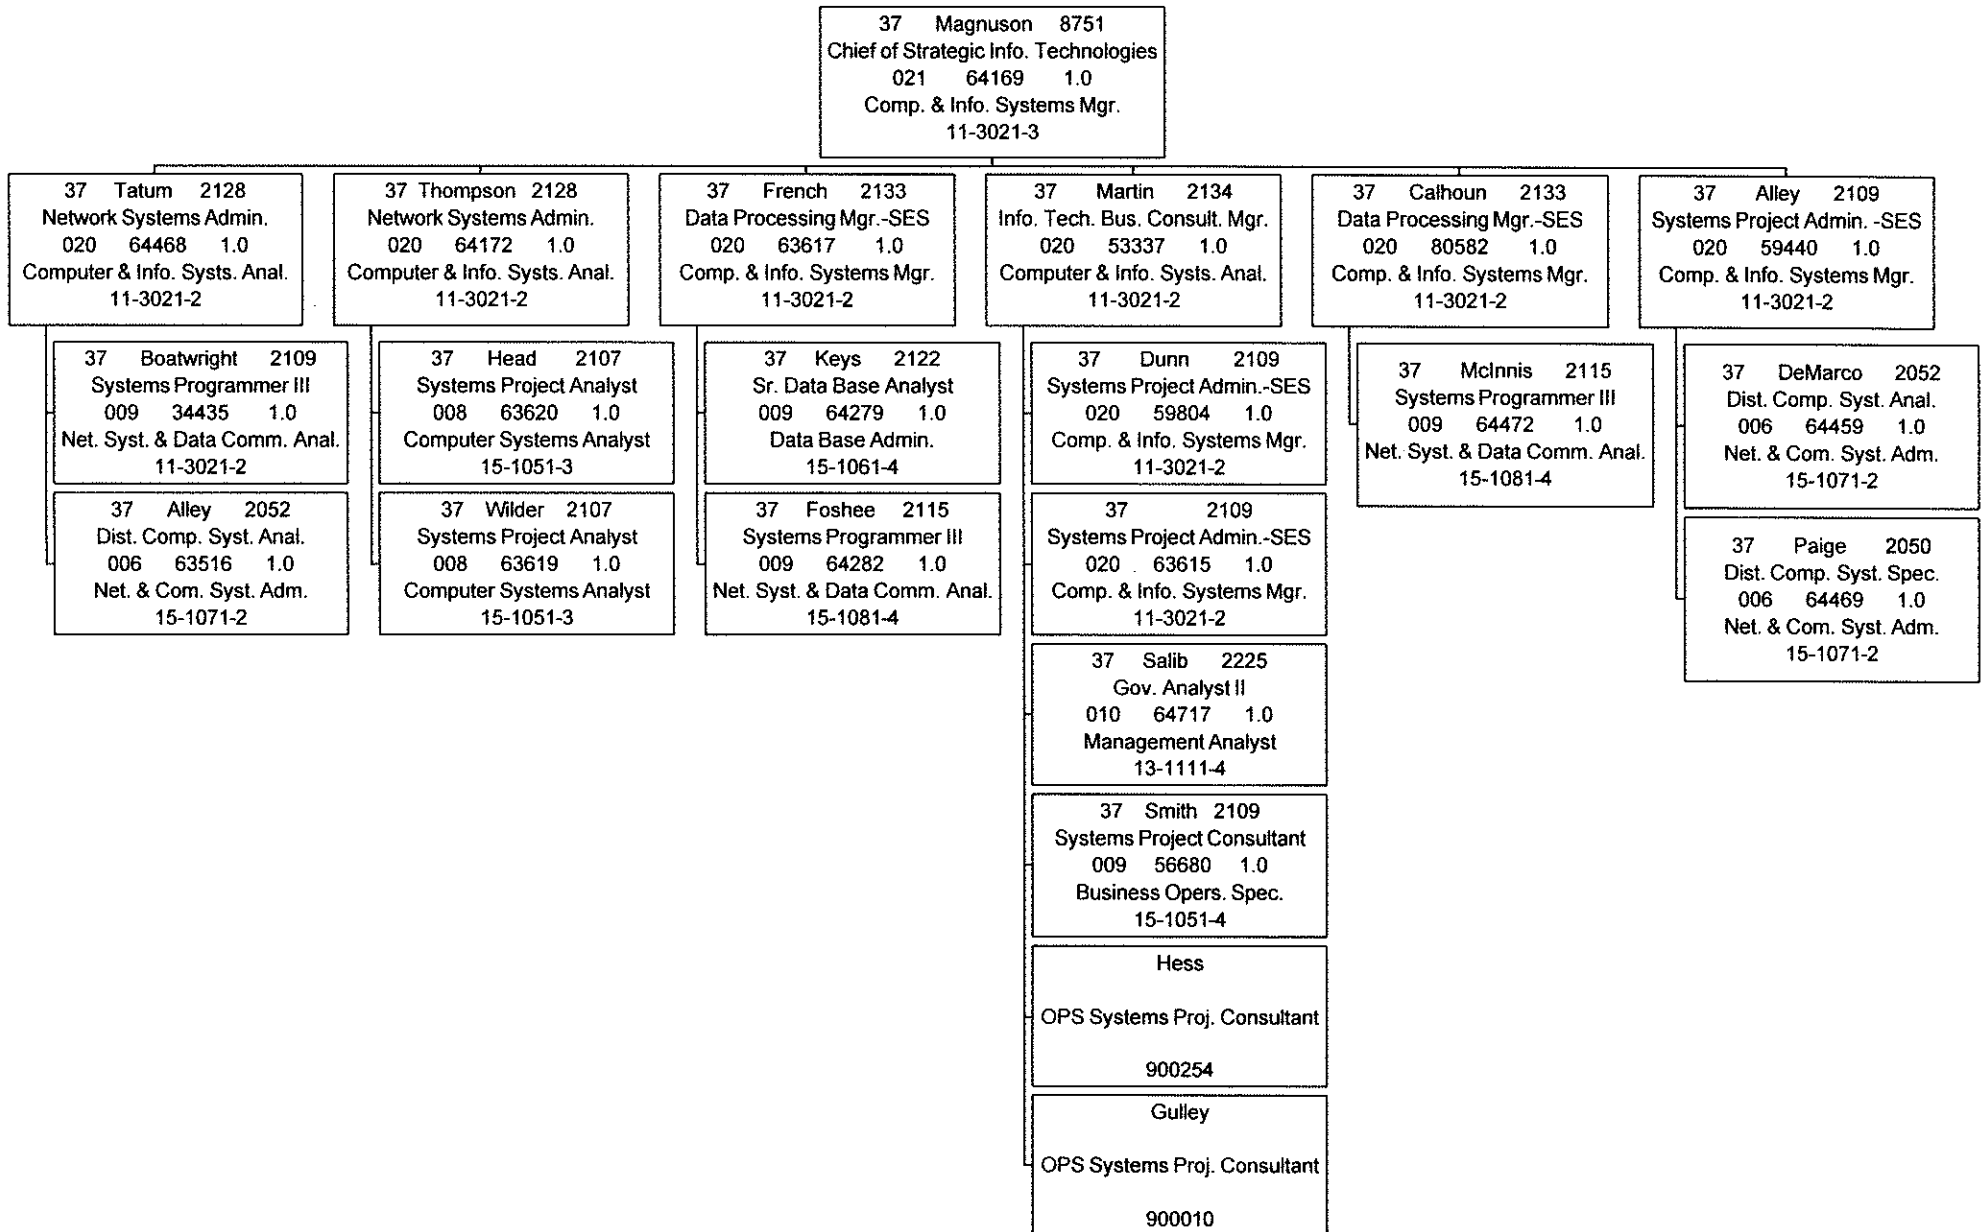 37 Magnuson 8751
Chief of Strategic Info. Technologies
021 64169 1.0
Comp. & Info. Systems Mgr.
11-3021-3
37 Tatum 2128
Network Systems Admin.
020 64468 1.0
Computer & Info. Systs. Anal.
11-3021-2
37 Thompson 2128
Network Systems Admin.
020 64172 1.0
Computer & Info. Systs. Anal.
11-3021-2
37 French 2133
Data Processing Mgr.-SES
020 63617 1.0
Comp. & Info. Systems Mgr.
11-3021-2
37 Martin 2134
Info. Tech. Bus. Consult. Mgr.
020 53337 1.0
Computer & Info. Systs. Anal.
11-3021-2
37 Calhoun 2133
Data Processing Mgr.-SES
020 80582 1.0
Comp. & Info. Systems Mgr.
11-3021-2
37 Alley 2109
Systems Project Admin. -SES
020 59440 1.0
Comp. & Info. Systems Mgr.
11-3021-2
37 Boatwright 2109
Systems Programmer III
009 34435 1.0
Net. Syst. & Data Comm. Anal.
11-3021-2
37 Alley 2052
Dist. Comp. Syst. Anal.
006 63516 1.0
Net. & Com. Syst. Adm.
15-1071-2
37 Head 2107
Systems Project Analyst
008 63620 1.0
Computer Systems Analyst
15-1051-3
37 Wilder 2107
Systems Project Analyst
008 63619 1.0
Computer Systems Analyst
15-1051-3
37 Keys 2122
Sr. Data Base Analyst
009 64279 1.0
Data Base Admin.
15-1061-4
37 Foshee 2115
Systems Programmer III
009 64282 1.0
Net. Syst. & Data Comm. Anal.
15-1081-4
37 Dunn 2109
Systems Project Admin.-SES
020 59804 1.0
Comp. & Info. Systems Mgr.
11-3021-2
37 2109
Systems Project Admin.-SES
020 63615 1.0
Comp. & Info. Systems Mgr.
11-3021-2
37 Salib 2225
Gov. Analyst II
010 64717 1.0
Management Analyst
13-1111-4
37 Smith 2109
Systems Project Consultant
009 56680 1.0
Business Opers. Spec.
15-1051-4
Hess
OPS Systems Proj. Consultant
900254
Gulley
OPS Systems Proj. Consultant
900010
37 McInnis 2115
Systems Programmer III
009 64472 1.0
Net. Syst. & Data Comm. Anal.
15-1081-4
37 DeMarco 2052
Dist. Comp. Syst. Anal.
006 64459 1.0
Net. & Com. Syst. Adm.
15-1071-2
37 Paige 2050
Dist. Comp. Syst. Spec.
006 64469 1.0
Net. & Com. Syst. Adm.
15-1071-2